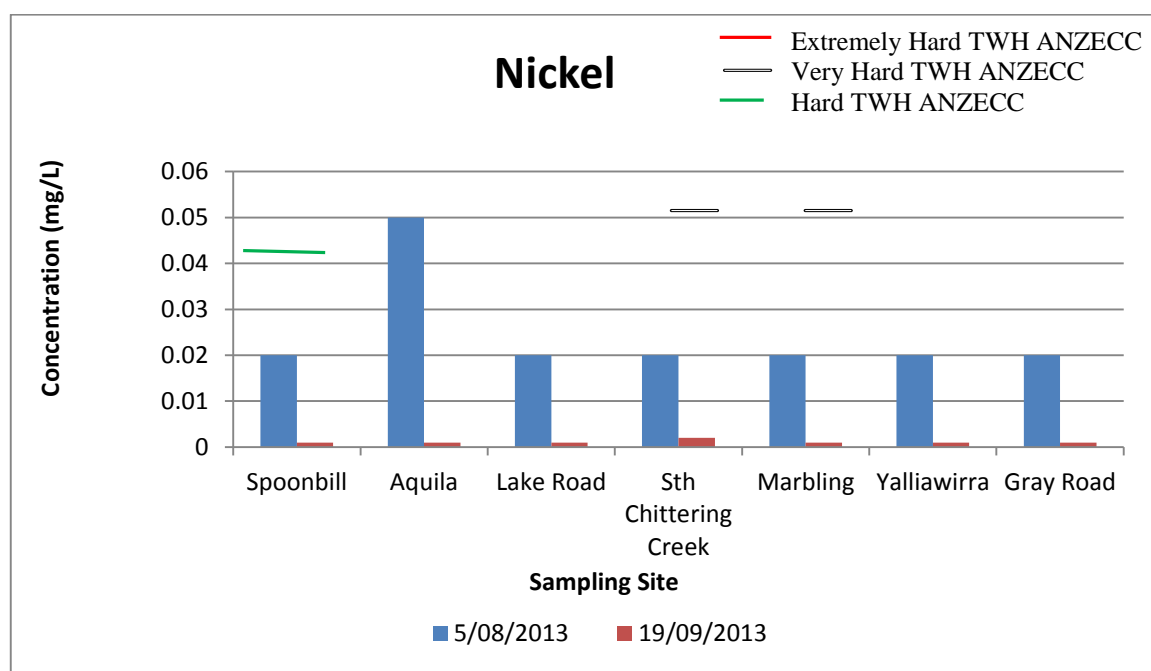 Nickel
Extremely Hard TWH ANZECC
Very Hard TWH ANZECC
Hard TWH ANZECC
Concentration (mg/L)
0.06
0.05
0.04
0.03
0.02
0.01
0
Spoonbill
Aquila
Lake Road
Sth
Chittering
Creek
Marbling
Yalliawirra
Gray Road
Sampling Site
5/08/2013
19/09/2013